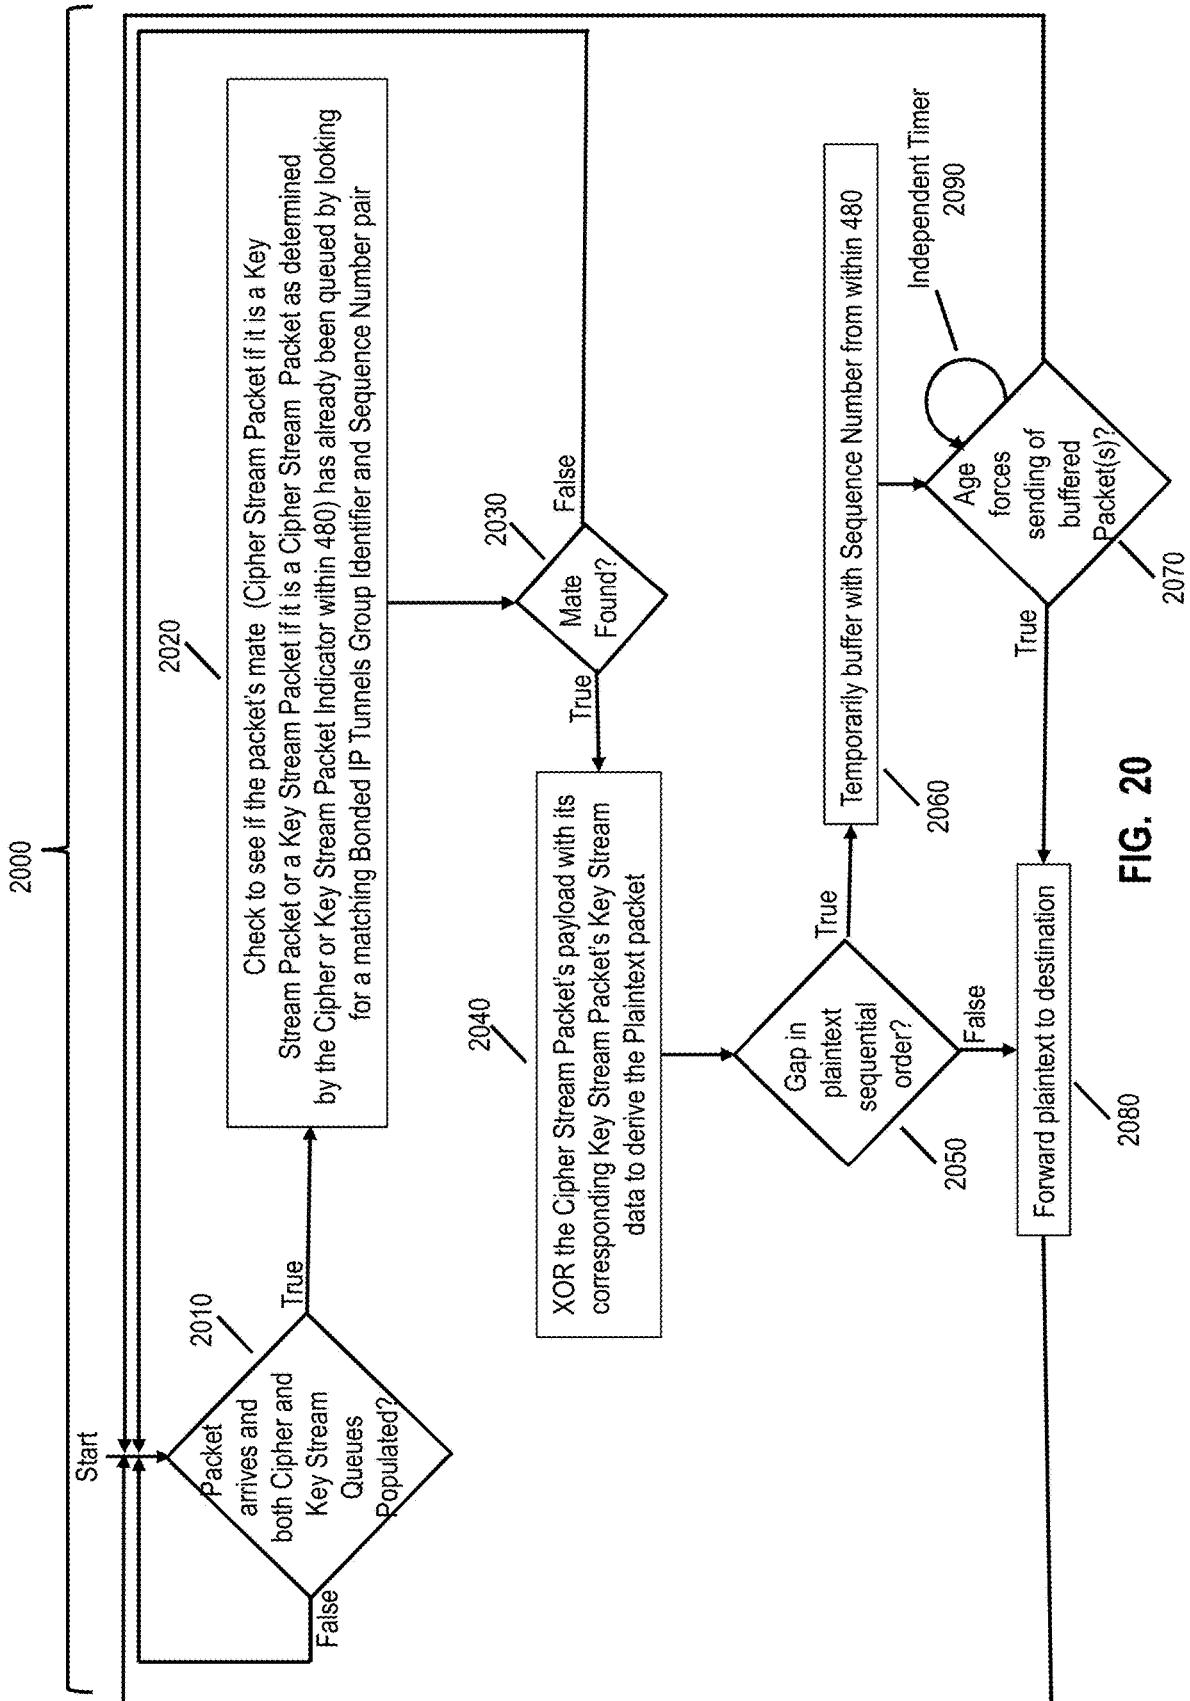 2000
Start
Packet
arrives and
both Cipher and
Key Stream
Queues
Populated?
2010
True
False
2020
Check to see if the packet's mate (Cipher Stream Packet if it is a Key
Stream Packet or a Key Stream Packet if it is a Cipher Stream Packet as determined
by the Cipher or Key Stream Packet Indicator within 480) has already been queued by looking
for a matching Bonded IP Tunnels Group Identifier and Sequence Number pair
2030
Mate
Found?
True
False
2040
XOR the Cipher Stream Packet's payload with its
corresponding Key Stream Packet's Key Stream
data to derive the Plaintext packet
Gap in
plaintext
sequential
order?
2050
True
False
Temporarily buffer with Sequence Number from within 480
2060
Independent Timer
2090
Age
forces
sending of
buffered
Packet(s)?
2070
True
Forward plaintext to destination
2080
FIG. 20